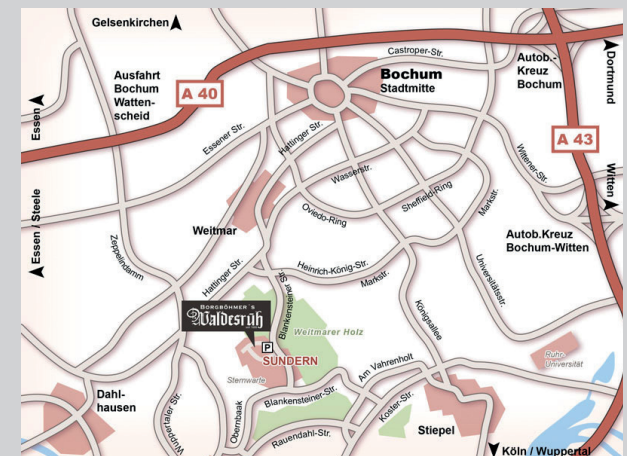 Gelsenkirchen
Castroper-Str.
Bochum
Stadtmitte
Autob.-
Kreuz
Bochum
Dortmund
Ausfahrt
Bochum
Watten-
scheid
A 40
Essen
Essener Str.
Hattinger Str.
A 43
Wittener-Str.
Wasserstr.
Witten
Sheffield-Ring
Markstr.
Oviedo-Ring
Weitmar
Autob.Kreuz
Bochum-Witten
Essen / Steele
Zeppelindamm
Hattinger Str.
Heinrich-König-Str.
Markstr.
Universitätsstr.
Blankensteiner Str.
Königsallee
BORGBÖHMER´S
Waldesruh
Weitmarer Holz
P
SUNDERN
Sternwarte
Am Vahrenholt
Ruhr-
Universität
Dahl-
hausen
Wuppertaler Str.
Obernbaak
Blankensteiner-Str.
Koster-Str.
Rauendahl-Str.
Stiepel
Köln / Wuppertal